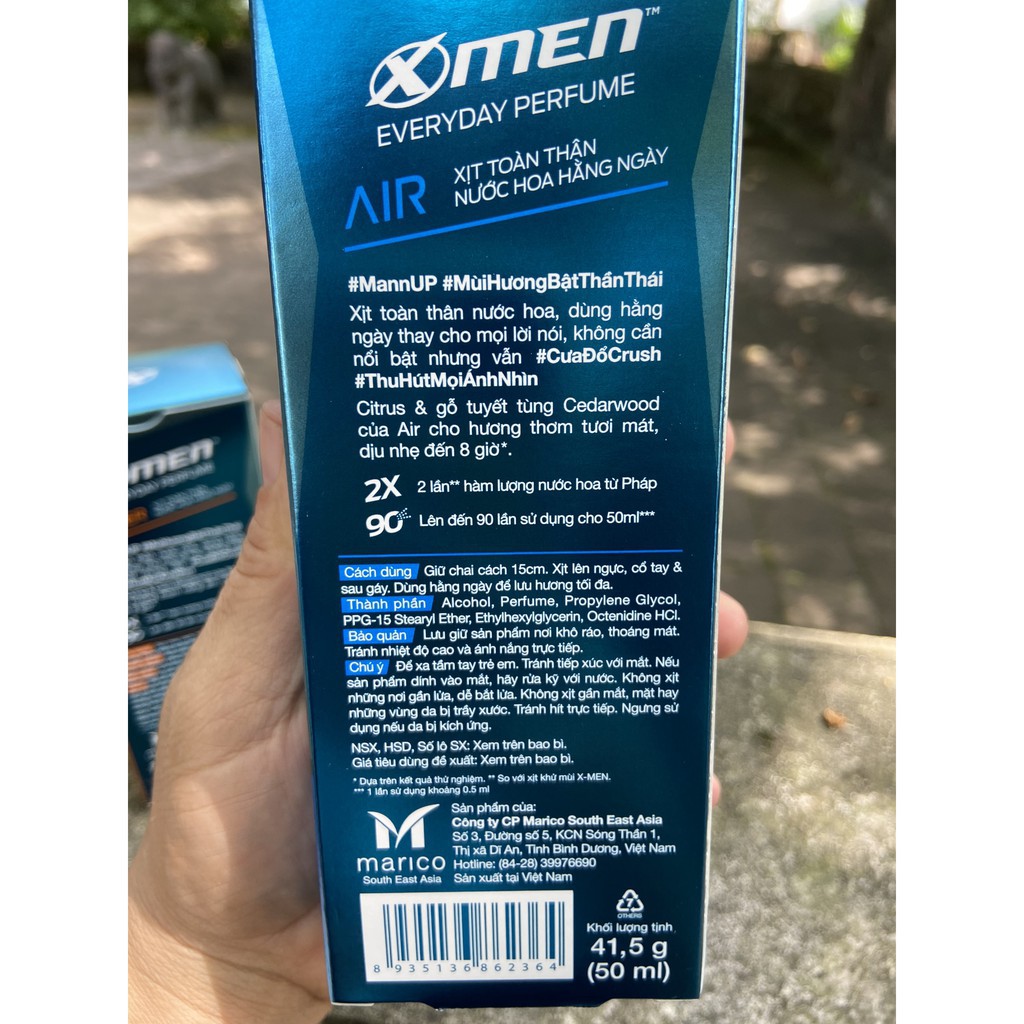 XMEN™
EVERYDAY PERFUME
AIR
XỊT TOÀN THÂN
NƯỚC HOA HẰNG NGÀY
#MannUP #MùiHươngBậtThầnThái
Xịt toàn thân nước hoa, dùng hằng
ngày thay cho mọi lời nói, không cần
nổi bật nhưng vẫn #CưaĐổCrush
#ThuHútMọiÁnhNhìn
Citrus & gỗ tuyết tùng Cedarwood
của Air cho hương thơm tươi mát,
dịu nhẹ đến 8 giờ*.
2X 2 lần** hàm lượng nước hoa từ Pháp
90 Lên đến 90 lần sử dụng cho 50ml***
Cách dùng Giữ chai cách 15cm. Xịt lên ngực, cổ tay &
sau gáy. Dùng hằng ngày để lưu hương tối đa.
Thành phần Alcohol, Perfume, Propylene Glycol,
PPG-15 Stearyl Ether, Ethylhexylglycerin, Octenidine HCl.
Bảo quản Lưu giữ sản phẩm nơi khô ráo, thoáng mát.
Tránh nhiệt độ cao và ánh nắng trực tiếp.
Chú ý Để xa tầm tay trẻ em. Tránh tiếp xúc với mắt. Nếu
sản phẩm dính vào mắt, hãy rửa kỹ với nước. Không xịt
những nơi gần lửa, dễ bắt lửa. Không xịt gần mắt, mặt hay
những vùng da bị trầy xước. Tránh hít trực tiếp. Ngưng sử
dụng nếu da bị kích ứng.
NSX, HSD, Số lô SX: Xem trên bao bì.
Giá tiêu dùng đề xuất: Xem trên bao bì.
* Dựa trên kết quả thử nghiệm. ** So với xịt khử mùi X-MEN.
*** 1 lần sử dụng khoảng 0.5 ml
marico
South East Asia
Sản phẩm của:
Công ty CP Marico South East Asia
Số 3, Đường số 5, KCN Sóng Thần 1,
Thị xã Dĩ An, Tỉnh Bình Dương, Việt Nam
Hotline: (84-28) 39976690
Sản xuất tại Việt Nam
8 935136 862364
7
OTHERS
Khối lượng tịnh
41,5 g
(50 ml)
MEN